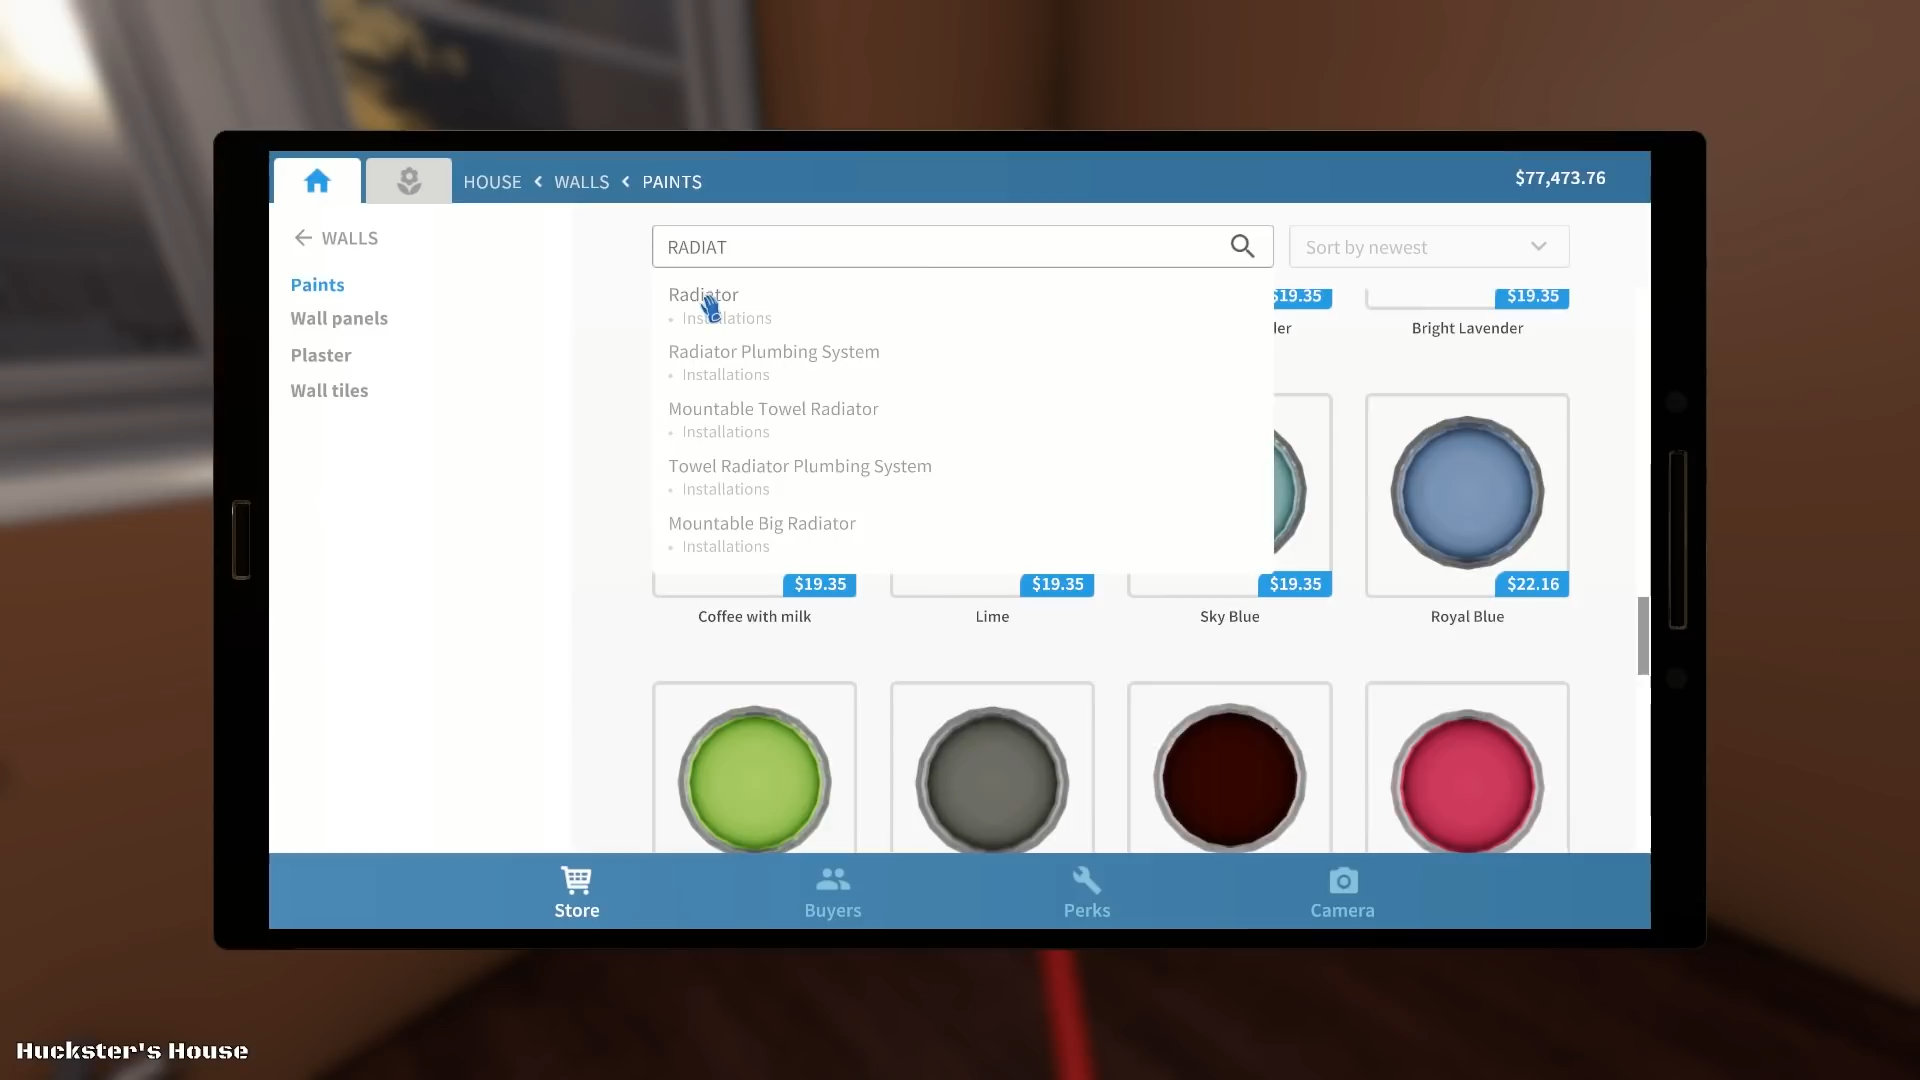 HOUSE < WALLS < PAINTS
$77,473.76
WALLS
Paints
Wall panels
Plaster
Wall tiles
RADIAT
Sort by newest
Radiator
• Installations
Radiator Plumbing System
• Installations
Mountable Towel Radiator
• Installations
Towel Radiator Plumbing System
• Installations
Mountable Big Radiator
• Installations
$19.35
$19.35
Bright Lavender
$19.35
$19.35
$19.35
$22.16
Coffee with milk
Lime
Sky Blue
Royal Blue
Store
Buyers
Perks
Camera
Huckster's House